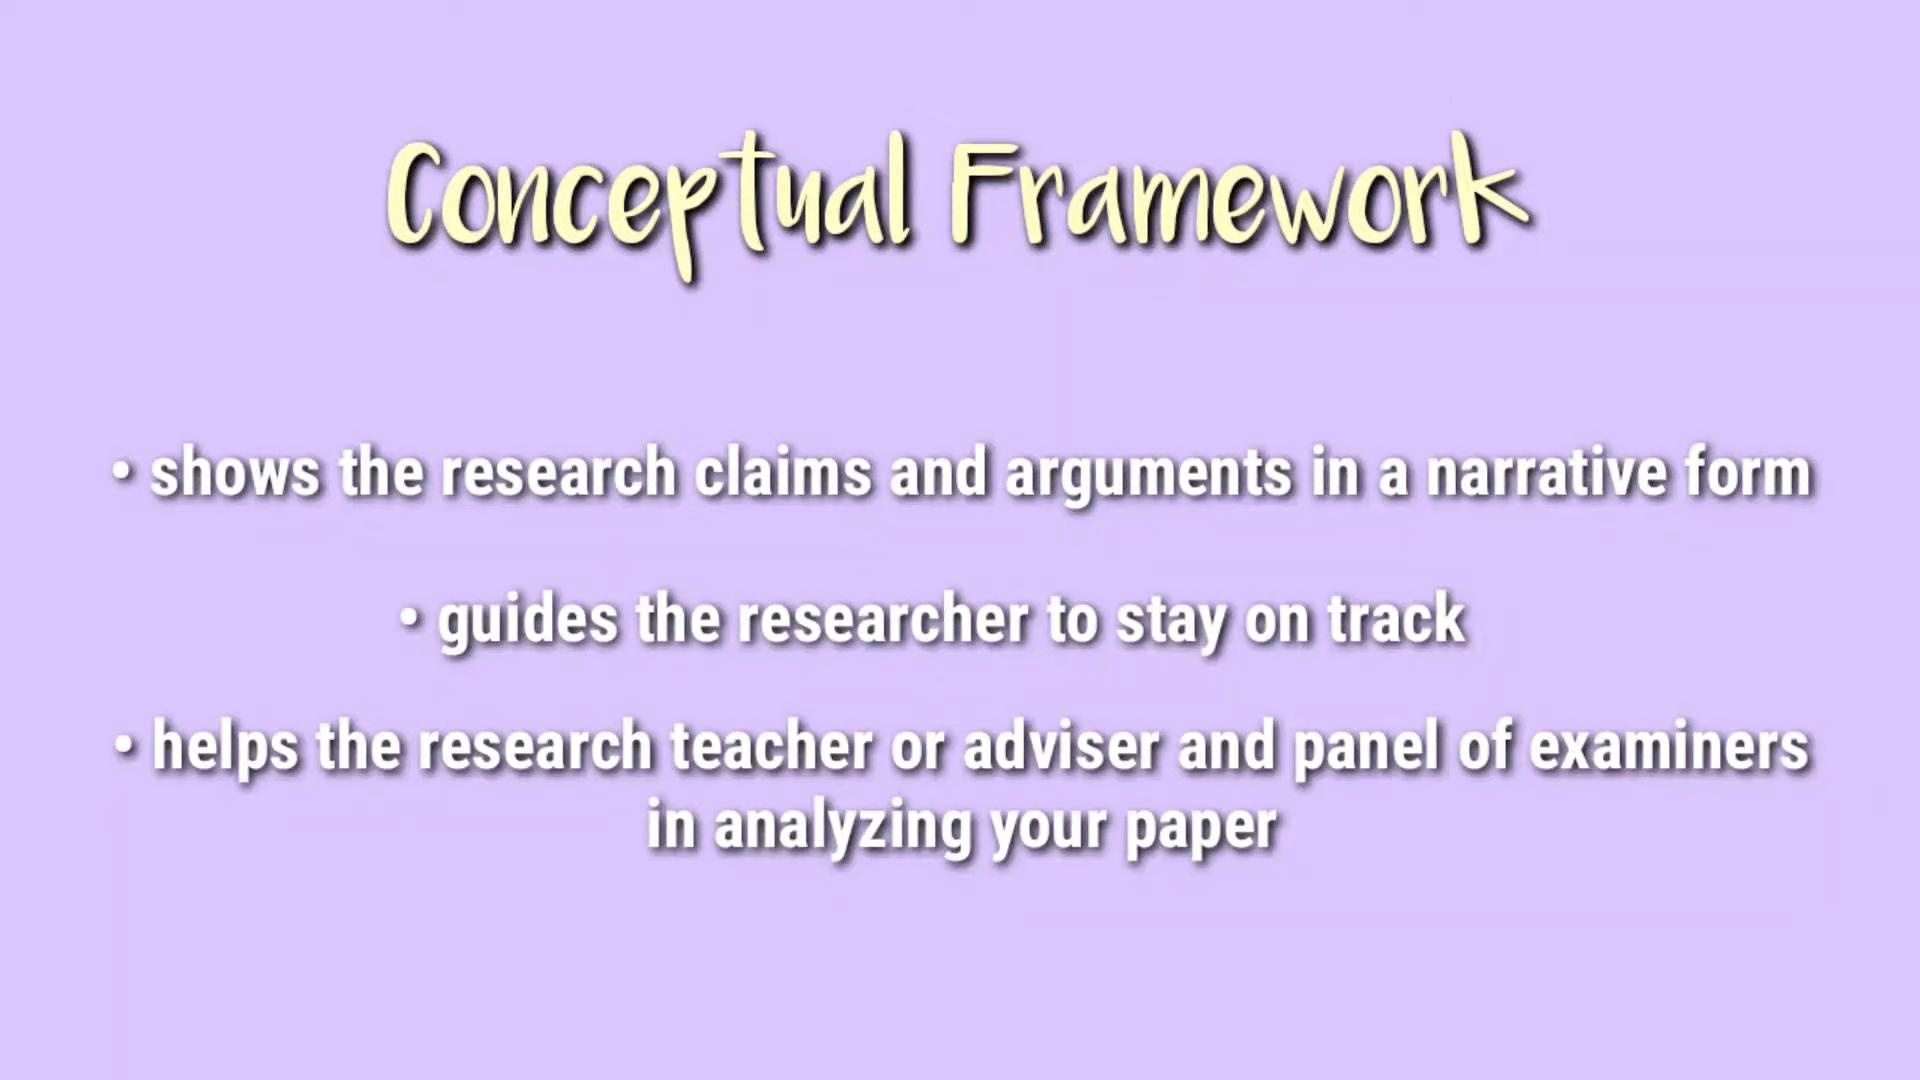 Conceptual Framework
• shows the research claims and arguments in a narrative form
• guides the researcher to stay on track
• helps the research teacher or adviser and panel of examiners
in analyzing your paper